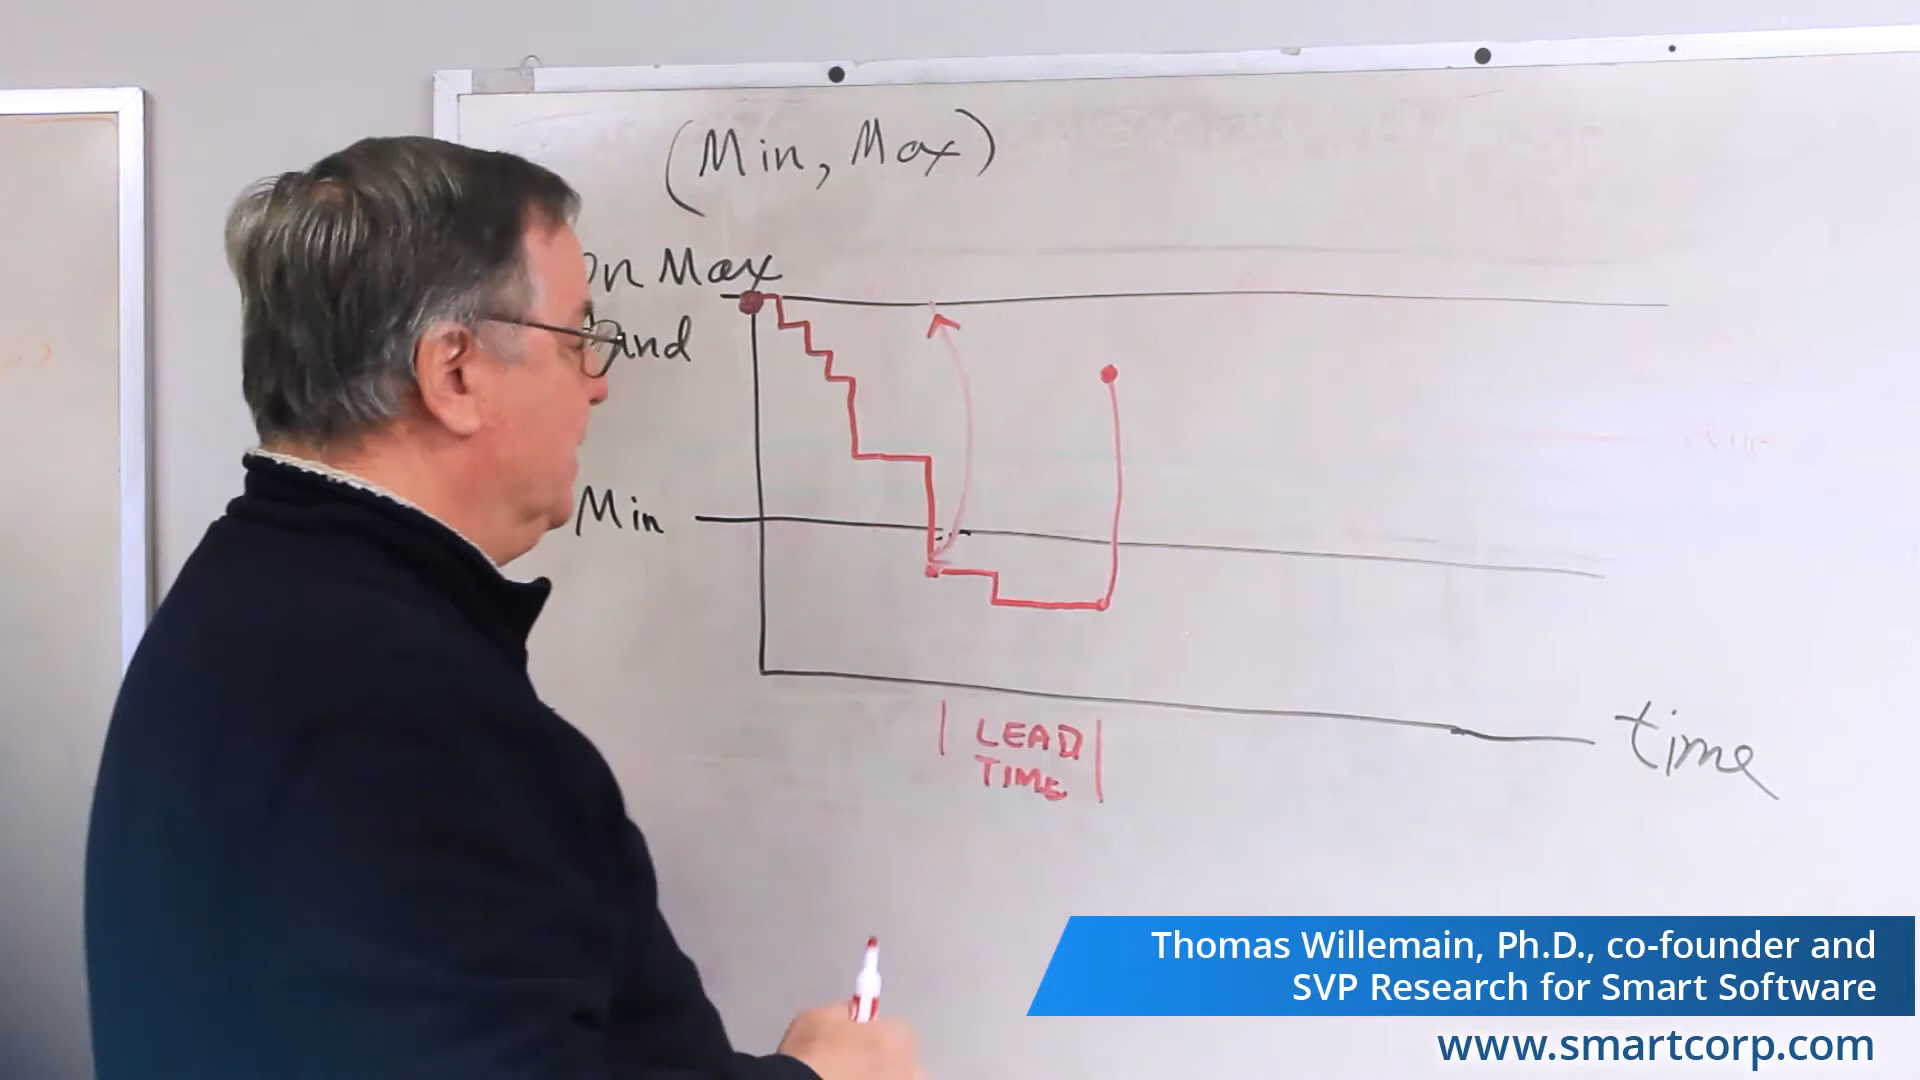 (Min, Max)
On Max
Hand
Min
time
LEAD
TIME
Thomas Willemain, Ph.D., co-founder and
SVP Research for Smart Software
www.smartcorp.com